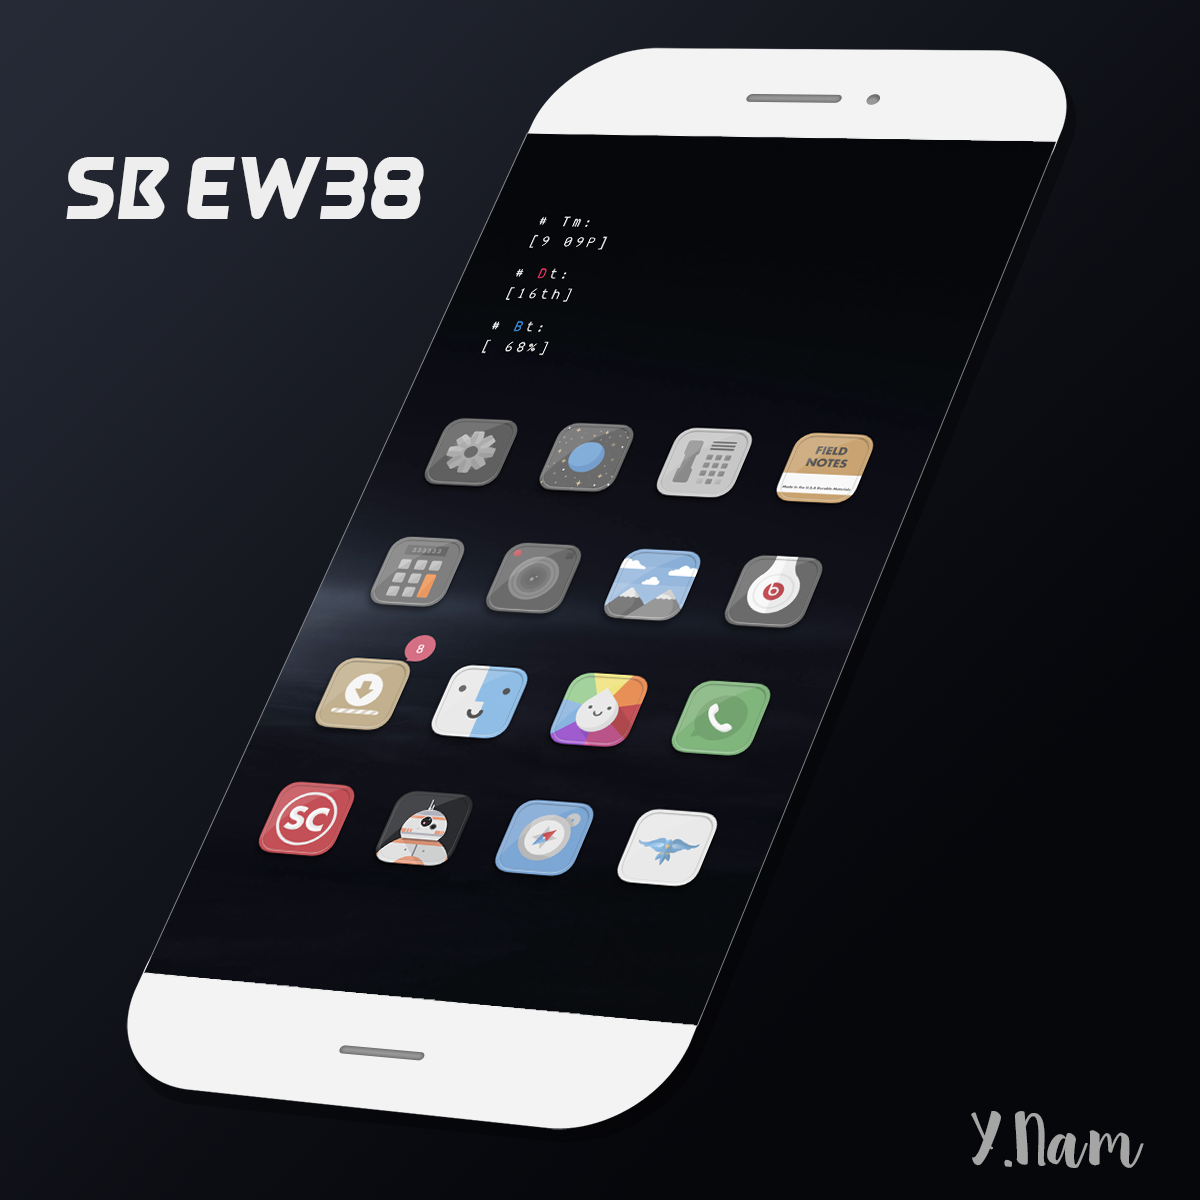 SB EW38
# Tm:
[9 09P]
# Dt:
[16th]
# Bt:
[ 68%]
FIELD
NOTES
Made in the U.S.A Durable Materials
8
SC
Y.Nam